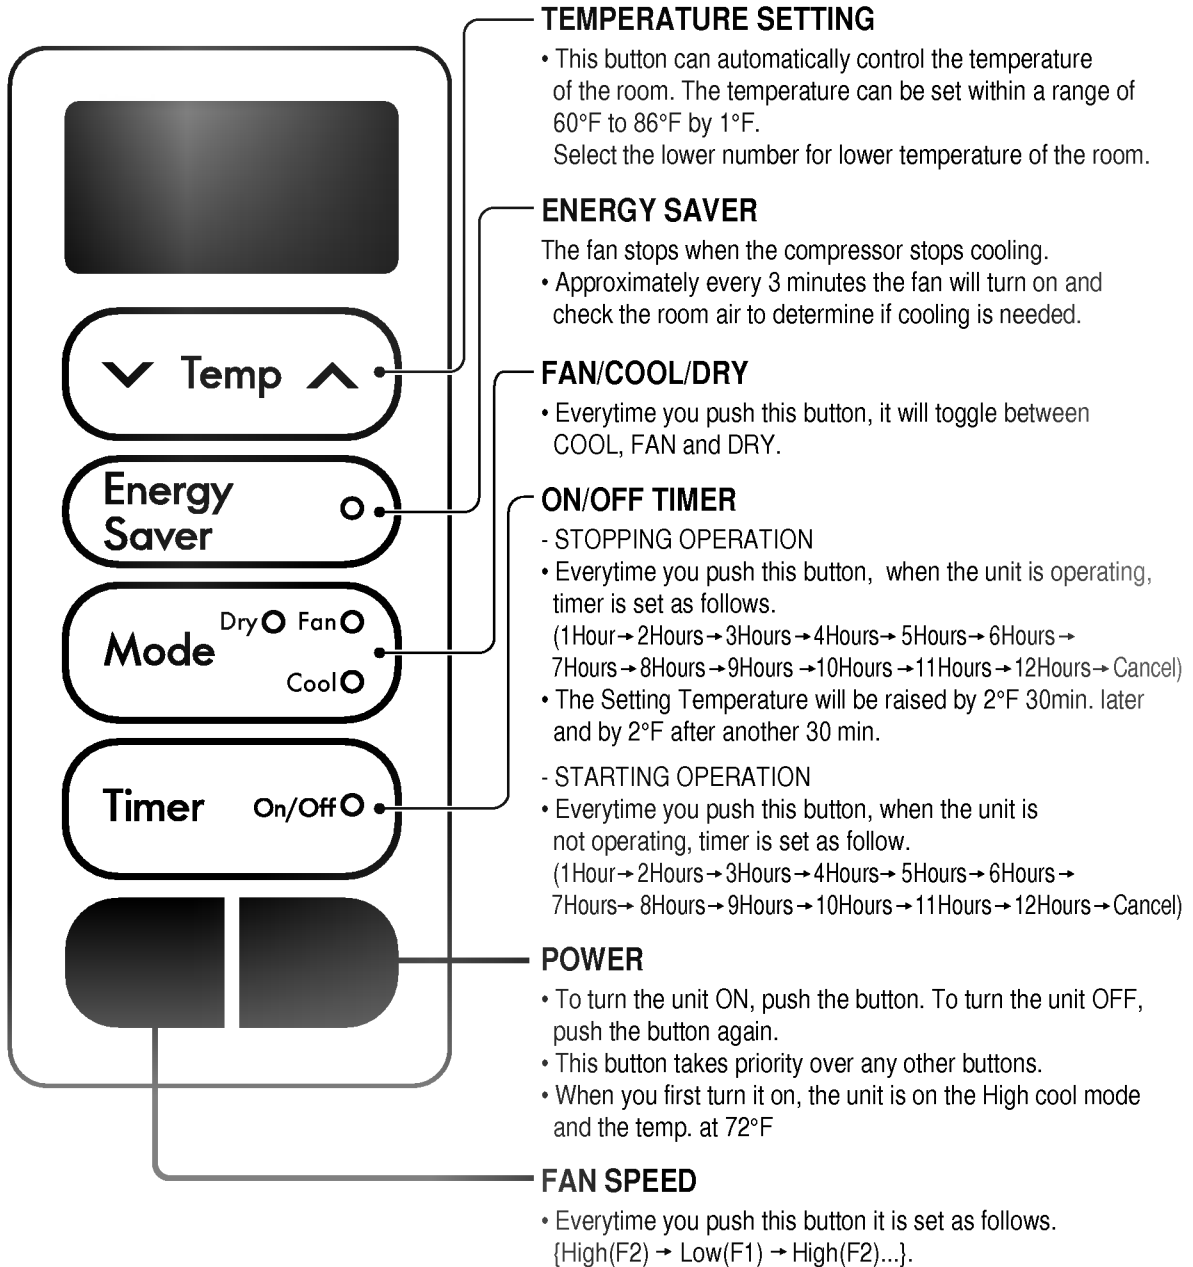 TEMPERATURE SETTING
• This button can automatically control the temperature
of the room. The temperature can be set within a range of
60°F to 86°F by 1°F.
Select the lower number for lower temperature of the room.
ENERGY SAVER
The fan stops when the compressor stops cooling.
• Approximately every 3 minutes the fan will turn on and
check the room air to determine if cooling is needed.
Temp
FAN/COOL/DRY
• Everytime you push this button, it will toggle between
COOL, FAN and DRY.
Energy
Saver
ON/OFF TIMER
- STOPPING OPERATION
• Everytime you push this button, when the unit is operating,
timer is set as follows.
(1Hour→2Hours→3Hours→4Hours→5Hours→6Hours→
7Hours→8Hours→9Hours→10Hours→11Hours→12Hours→Cancel)
• The Setting Temperature will be raised by 2°F 30min. later
and by 2°F after another 30 min.
Dry Fan
Mode
Cool
- STARTING OPERATION
• Everytime you push this button, when the unit is
not operating, timer is set as follow.
(1Hour→2Hours→3Hours→4Hours→5Hours→6Hours→
7Hours→8Hours→9Hours→10Hours→11Hours→12Hours→Cancel)
Timer On/Off
POWER
• To turn the unit ON, push the button. To turn the unit OFF,
push the button again.
• This button takes priority over any other buttons.
• When you first turn it on, the unit is on the High cool mode
and the temp. at 72°F
FAN SPEED
• Everytime you push this button it is set as follows.
{High(F2) → Low(F1) → High(F2)...}.